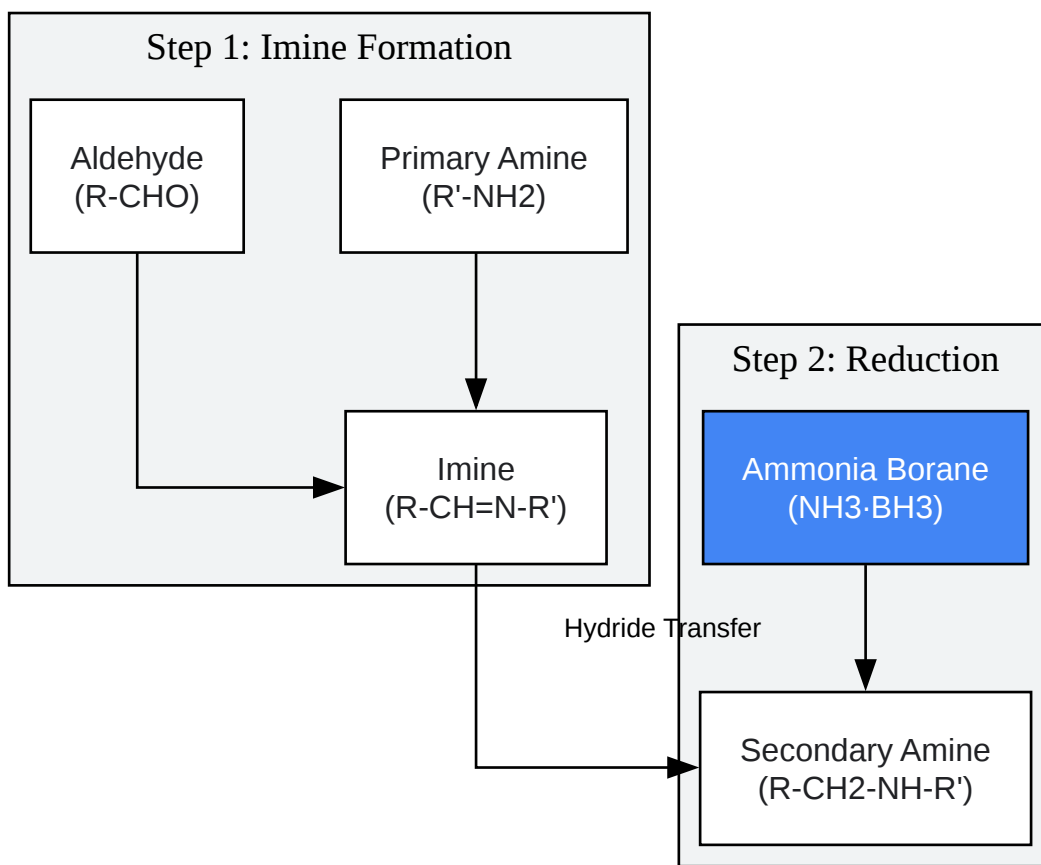 Step 1: Imine Formation
Aldehyde
(R-CHO)
Primary Amine
(R'-NH2)
Imine
(R-CH=N-R')
Step 2: Reduction
Ammonia Borane
(NH3·BH3)
Hydride Transfer
Secondary Amine
(R-CH2-NH-R')